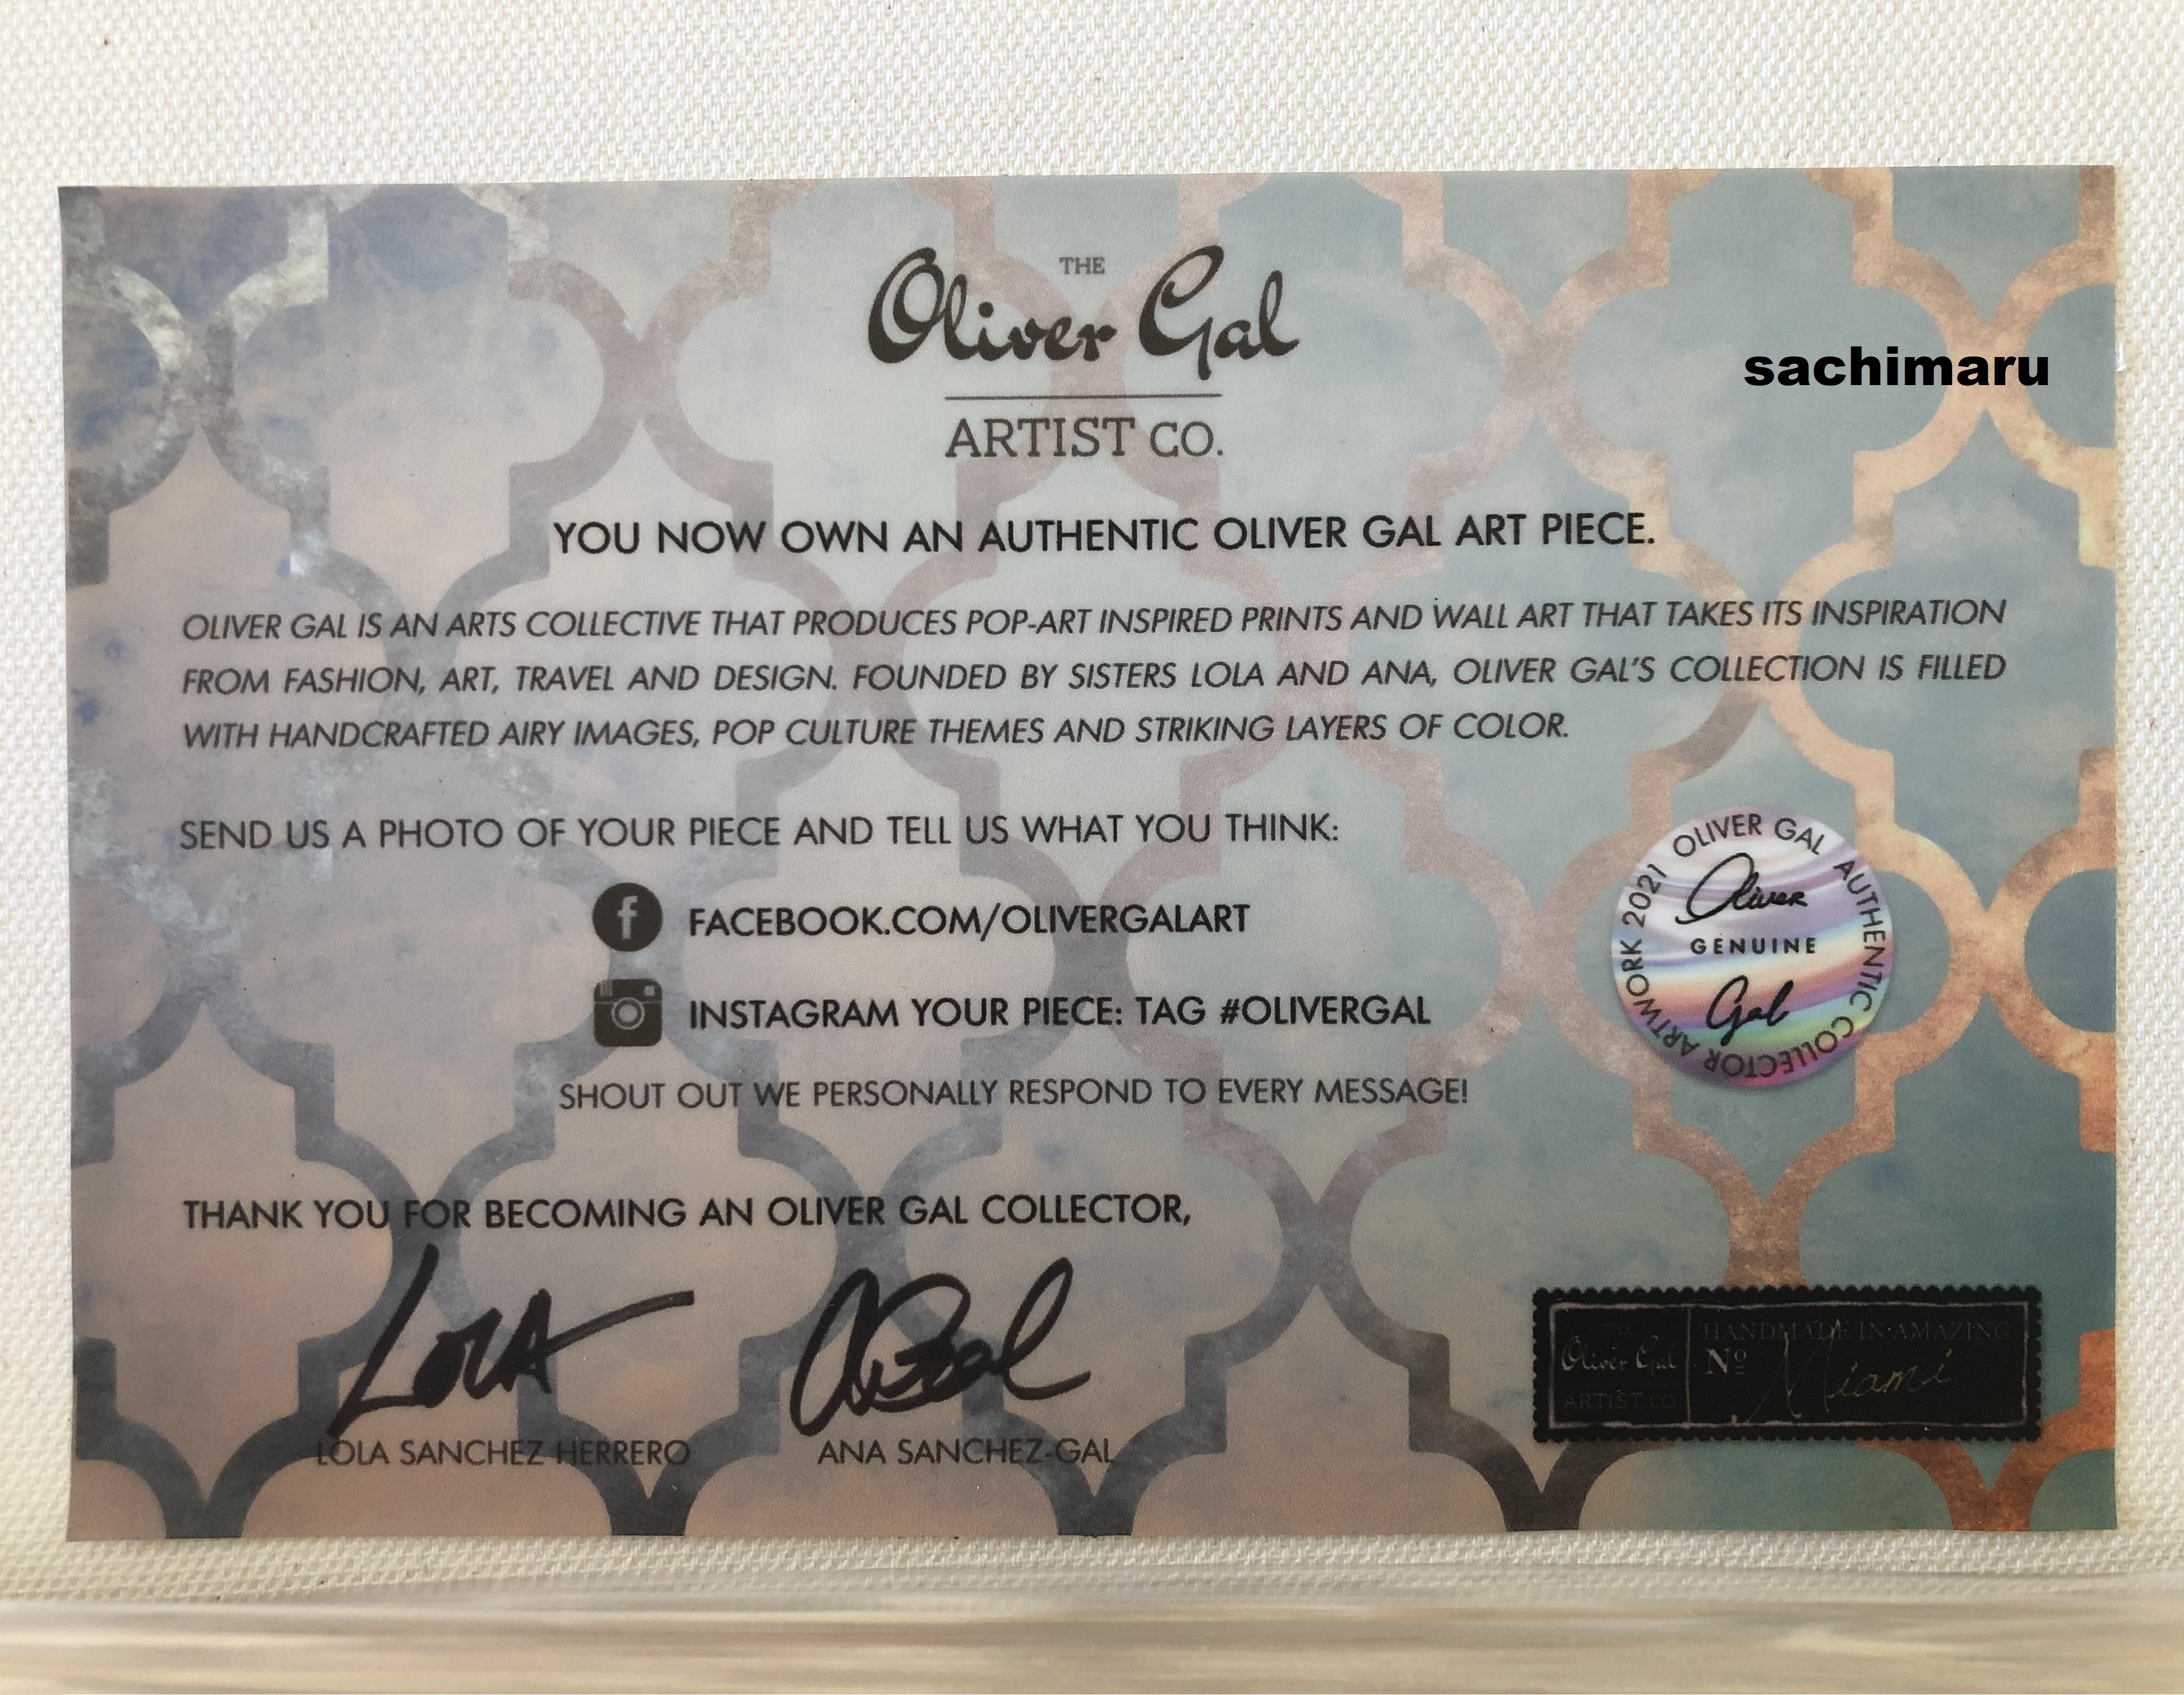 THE
Oliver Gal
ARTIST CO.
sachimaru
YOU NOW OWN AN AUTHENTIC OLIVER GAL ART PIECE.
OLIVER GAL IS AN ARTS COLLECTIVE THAT PRODUCES POP-ART INSPIRED PRINTS AND WALL ART THAT TAKES ITS INSPIRATION
FROM FASHION, ART, TRAVEL AND DESIGN. FOUNDED BY SISTERS LOLA AND ANA, OLIVER GAL'S COLLECTION IS FILLED
WITH HANDCRAFTED AIRY IMAGES, POP CULTURE THEMES AND STRIKING LAYERS OF COLOR.
SEND US A PHOTO OF YOUR PIECE AND TELL US WHAT YOU THINK:
FACEBOOK.COM/OLIVERGALART
INSTAGRAM YOUR PIECE: TAG #OLIVERGAL
SHOUT OUT WE PERSONALLY RESPOND TO EVERY MESSAGE!
OLIVER GAL AUTHENTIC COLLECTOR ARTWORK 2021
Oliver
GENUINE
Gal
THANK YOU FOR BECOMING AN OLIVER GAL COLLECTOR,
LOLA
LOLA SANCHEZ HERRERO
ANA SANCHEZ-GAL
THE
Oliver Gal
ARTIST CO
HANDMADE IN AMAZING
Nº Miami